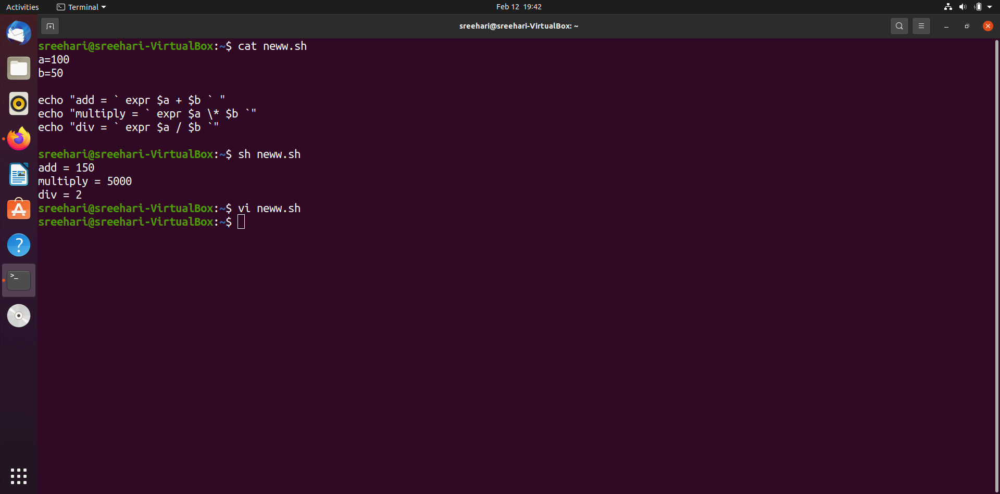 Activities
Terminal
Feb 12 19:42
sreehari@sreehari-VirtualBox: ~
sreehari@sreehari-VirtualBox:~$ cat neww.sh
a=100
b=50
echo "add = ` expr $a + $b ` "
echo "multiply = ` expr $a \* $b `"
echo "div = ` expr $a / $b `"
sreehari@sreehari-VirtualBox:~$ sh neww.sh
add = 150
multiply = 5000
div = 2
sreehari@sreehari-VirtualBox:~$ vi neww.sh
sreehari@sreehari-VirtualBox:~$